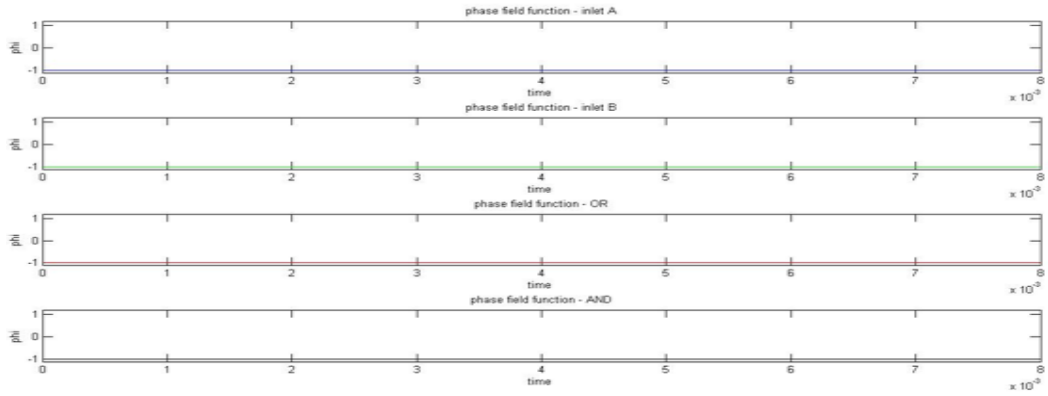 phase field function - inlet A
phi
1
0
-1
0 1 2 3 4 5 6 7 8
time
x 10⁻³
phase field function - inlet B
phi
1
0
-1
0 1 2 3 4 5 6 7 8
time
x 10⁻³
phase field function - OR
phi
1
0
-1
0 1 2 3 4 5 6 7 8
time
x 10⁻³
phase field function - AND
phi
1
0
-1
0 1 2 3 4 5 6 7 8
time
x 10⁻³